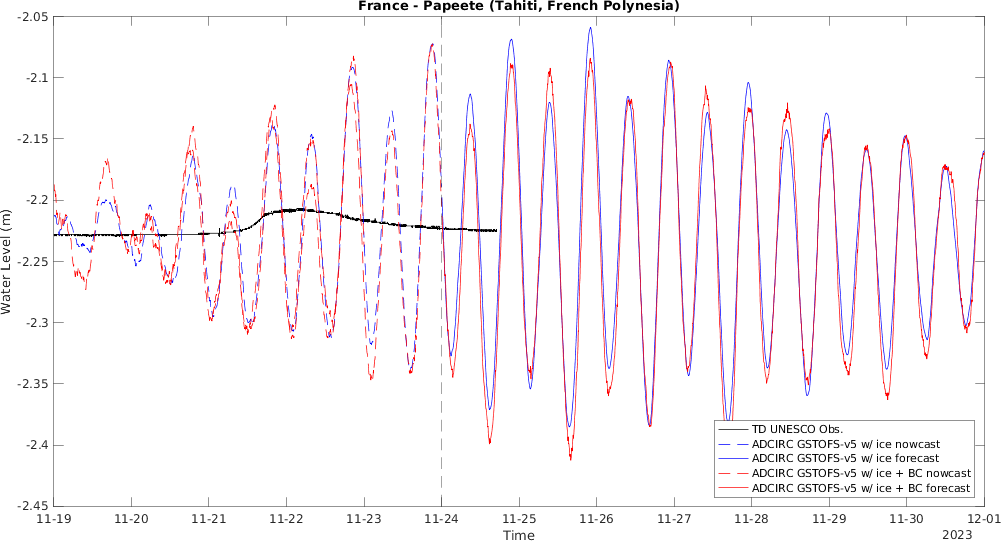 France - Papeete (Tahiti, French Polynesia)
-2.05
-2.1
-2.15
-2.2
-2.25
-2.3
-2.35
-2.4
-2.45
Water Level (m)
TD UNESCO Obs.
ADCIRC GSTOFS-v5 w/ ice nowcast
ADCIRC GSTOFS-v5 w/ ice forecast
ADCIRC GSTOFS-v5 w/ ice + BC nowcast
ADCIRC GSTOFS-v5 w/ ice + BC forecast
11-19 11-20 11-21 11-22 11-23 11-24 11-25 11-26 11-27 11-28 11-29 11-30 12-01
Time
2023